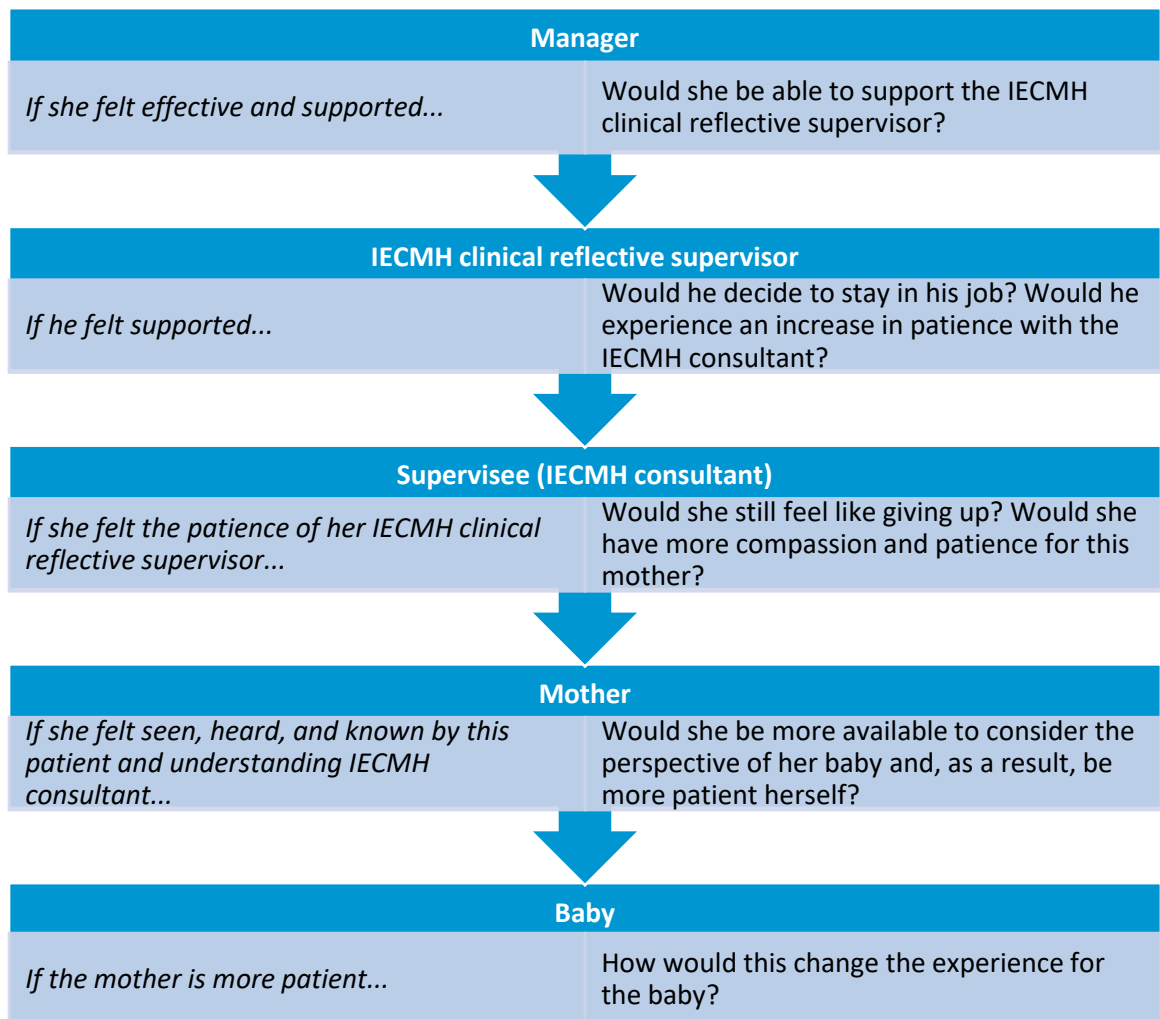 Manager
If she felt effective and supported...
Would she be able to support the IECMH
clinical reflective supervisor?
IECMH clinical reflective supervisor
If he felt supported...
Would he decide to stay in his job? Would he
experience an increase in patience with the
IECMH consultant?
Supervisee (IECMH consultant)
If she felt the patience of her IECMH clinical
reflective supervisor...
Would she still feel like giving up? Would she
have more compassion and patience for this
mother?
Mother
If she felt seen, heard, and known by this
patient and understanding IECMH
consultant...
Would she be more available to consider the
perspective of her baby and, as a result, be
more patient herself?
Baby
If the mother is more patient...
How would this change the experience for
the baby?